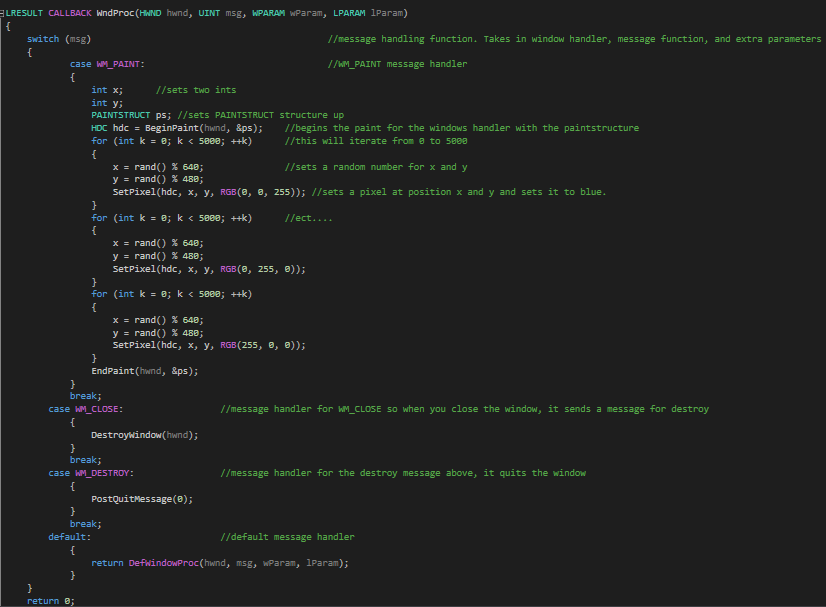 LRESULT CALLBACK WndProc(HWND hwnd, UINT msg, WPARAM wParam, LPARAM lParam)
{
    switch (msg)                                            //message handling function. Takes in window handler, message function, and extra parameters
    {
            case WM_PAINT:                                  //WM_PAINT message handler
            {
                int x;      //sets two ints
                int y;
                PAINTSTRUCT ps; //sets PAINTSTRUCT structure up
                HDC hdc = BeginPaint(hwnd, &ps);    //begins the paint for the windows handler with the paintstructure
                for (int k = 0; k < 5000; ++k)      //this will iterate from 0 to 5000
                {
                    x = rand() % 640;               //sets a random number for x and y
                    y = rand() % 480;
                    SetPixel(hdc, x, y, RGB(0, 0, 255)); //sets a pixel at position x and y and sets it to blue.
                }
                for (int k = 0; k < 5000; ++k)      //ect....
                {
                    x = rand() % 640;
                    y = rand() % 480;
                    SetPixel(hdc, x, y, RGB(0, 255, 0));
                }
                for (int k = 0; k < 5000; ++k)
                {
                    x = rand() % 640;
                    y = rand() % 480;
                    SetPixel(hdc, x, y, RGB(255, 0, 0));
                }
                EndPaint(hwnd, &ps);
            }
            break;
        case WM_CLOSE:                  //message handler for WM_CLOSE so when you close the window, it sends a message for destroy
            {
                DestroyWindow(hwnd);
            }
            break;
        case WM_DESTROY:                //message handler for the destroy message above, it quits the window
            {
                PostQuitMessage(0);
            }
            break;
        default:                        //default message handler
            {
                return DefWindowProc(hwnd, msg, wParam, lParam);
            }
    }
    return 0;